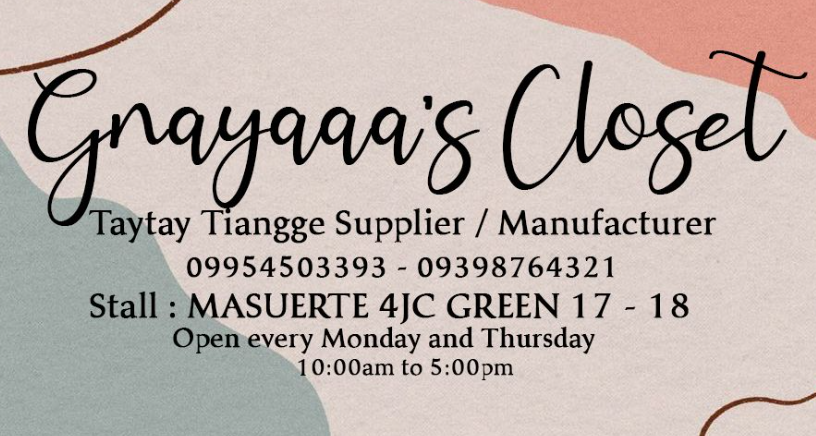 Gnayaaa's Closet
Taytay Tiangge Supplier / Manufacturer
09954503393 - 09398764321
Stall : MASUERTE 4JC GREEN 17 - 18
Open every Monday and Thursday
10:00am to 5:00pm